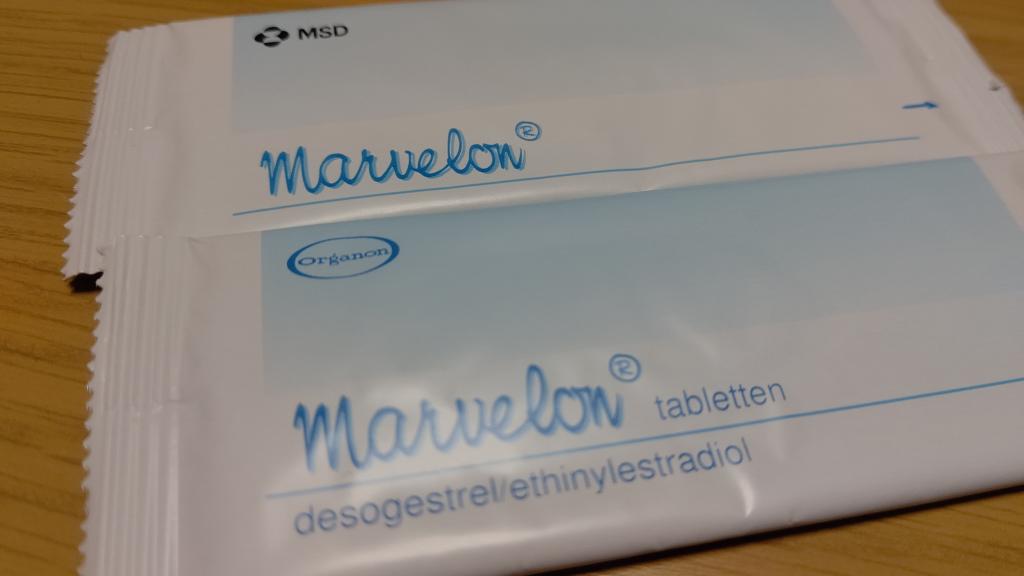 MSD
Marvelon®
Organon
Marvelon® tabletten
desogestrel/ethinylestradiol